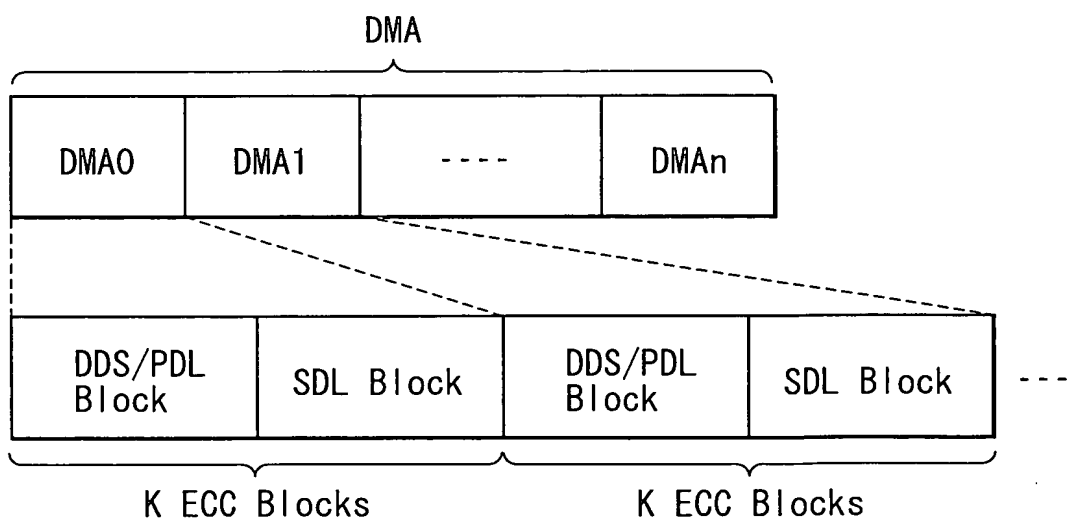 DMA
DMA0 DMA1 ---- DMAn
DDS/PDL Block SDL Block DDS/PDL Block SDL Block ---
K ECC Blocks K ECC Blocks